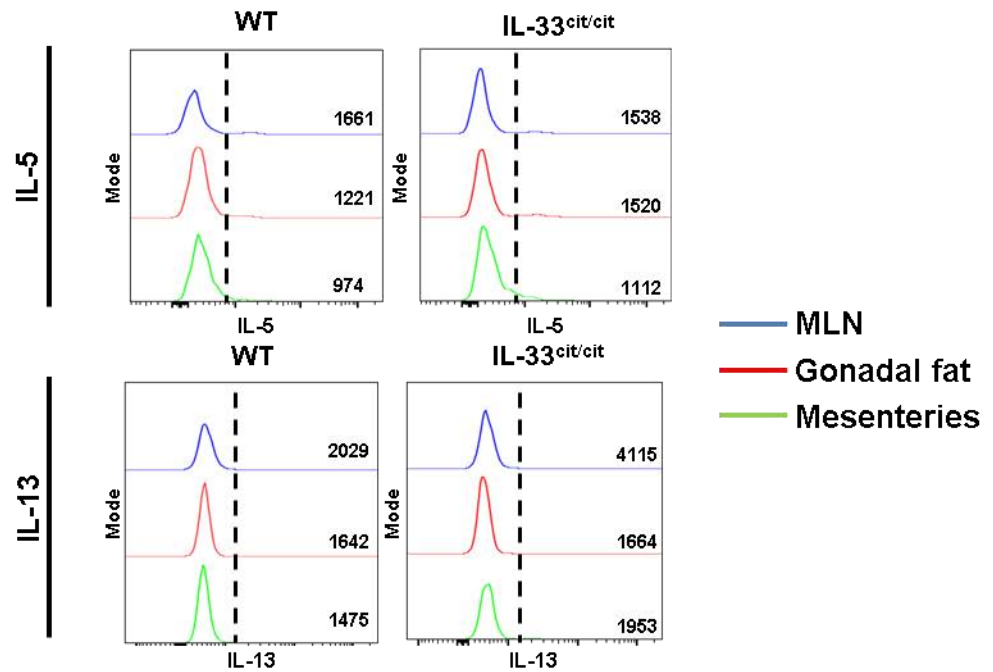 WT
IL-33cit/cit
IL-5
Mode
1661
1221
974
IL-5
Mode
1538
1520
1112
IL-5
MLN
Gonadal fat
Mesenteries
WT
IL-33cit/cit
IL-13
Mode
2029
1642
1475
IL-13
Mode
4115
1664
1953
IL-13